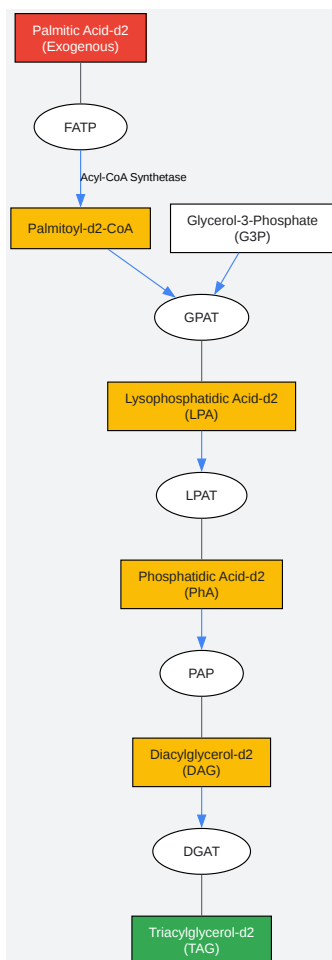 Palmitic Acid-d2
(Exogenous)
FATP
Acyl-CoA Synthetase
Palmitoyl-d2-CoA
Glycerol-3-Phosphate
(G3P)
GPAT
Lysophosphatidic Acid-d2
(LPA)
LPAT
Phosphatidic Acid-d2
(PhA)
PAP
Diacylglycerol-d2
(DAG)
DGAT
Triacylglycerol-d2
(TAG)